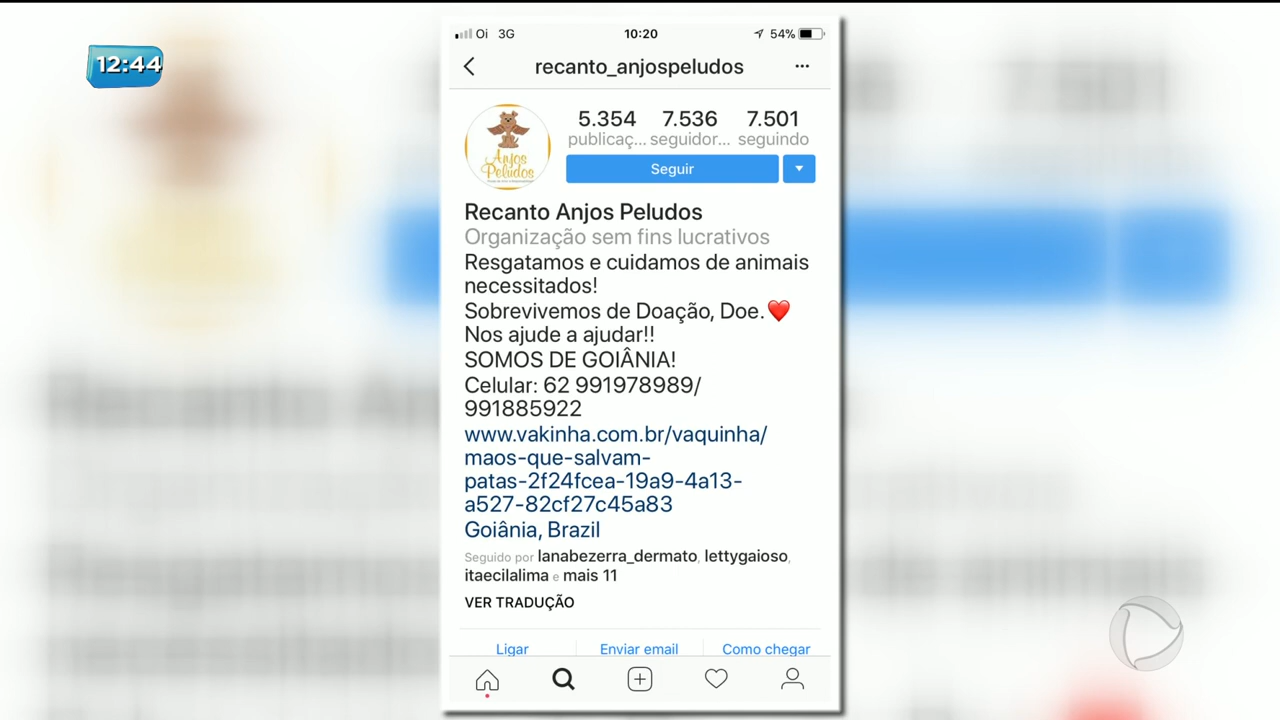 12:44
Oi 3G 10:20 54%
recanto_anjospeludos
5.354 7.536 7.501
publicaç... seguidor... seguindo
Anjos
Peludos
Seguir
Recanto Anjos Peludos
Organização sem fins lucrativos
Resgatamos e cuidamos de animais
necessitados!
Sobrevivemos de Doação, Doe.❤️
Nos ajude a ajudar!!
SOMOS DE GOIÂNIA!
Celular: 62 991978989/
991885922
www.vakinha.com.br/vaquinha/
maos-que-salvam-
patas-2f24fcea-19a9-4a13-
a527-82cf27c45a83
Goiânia, Brazil
Seguido por lanabezerra_dermato, lettygaioso,
itaecilalima e mais 11
VER TRADUÇÃO
Ligar Enviar email Como chegar